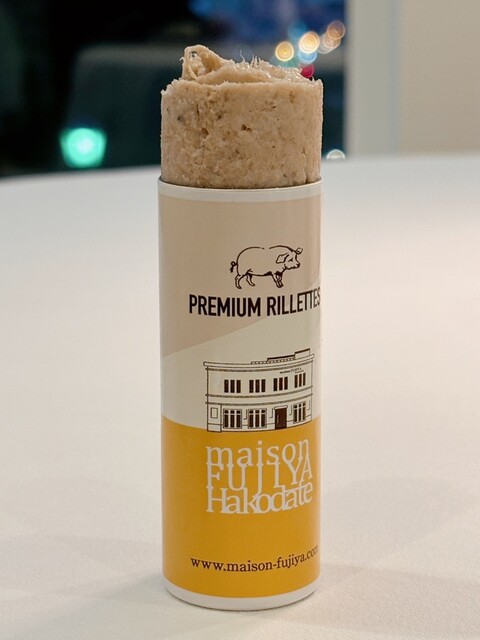 PREMIUM RILLETTES
maison
FUJIYA
Hakodate
www.maison-fujiya.com